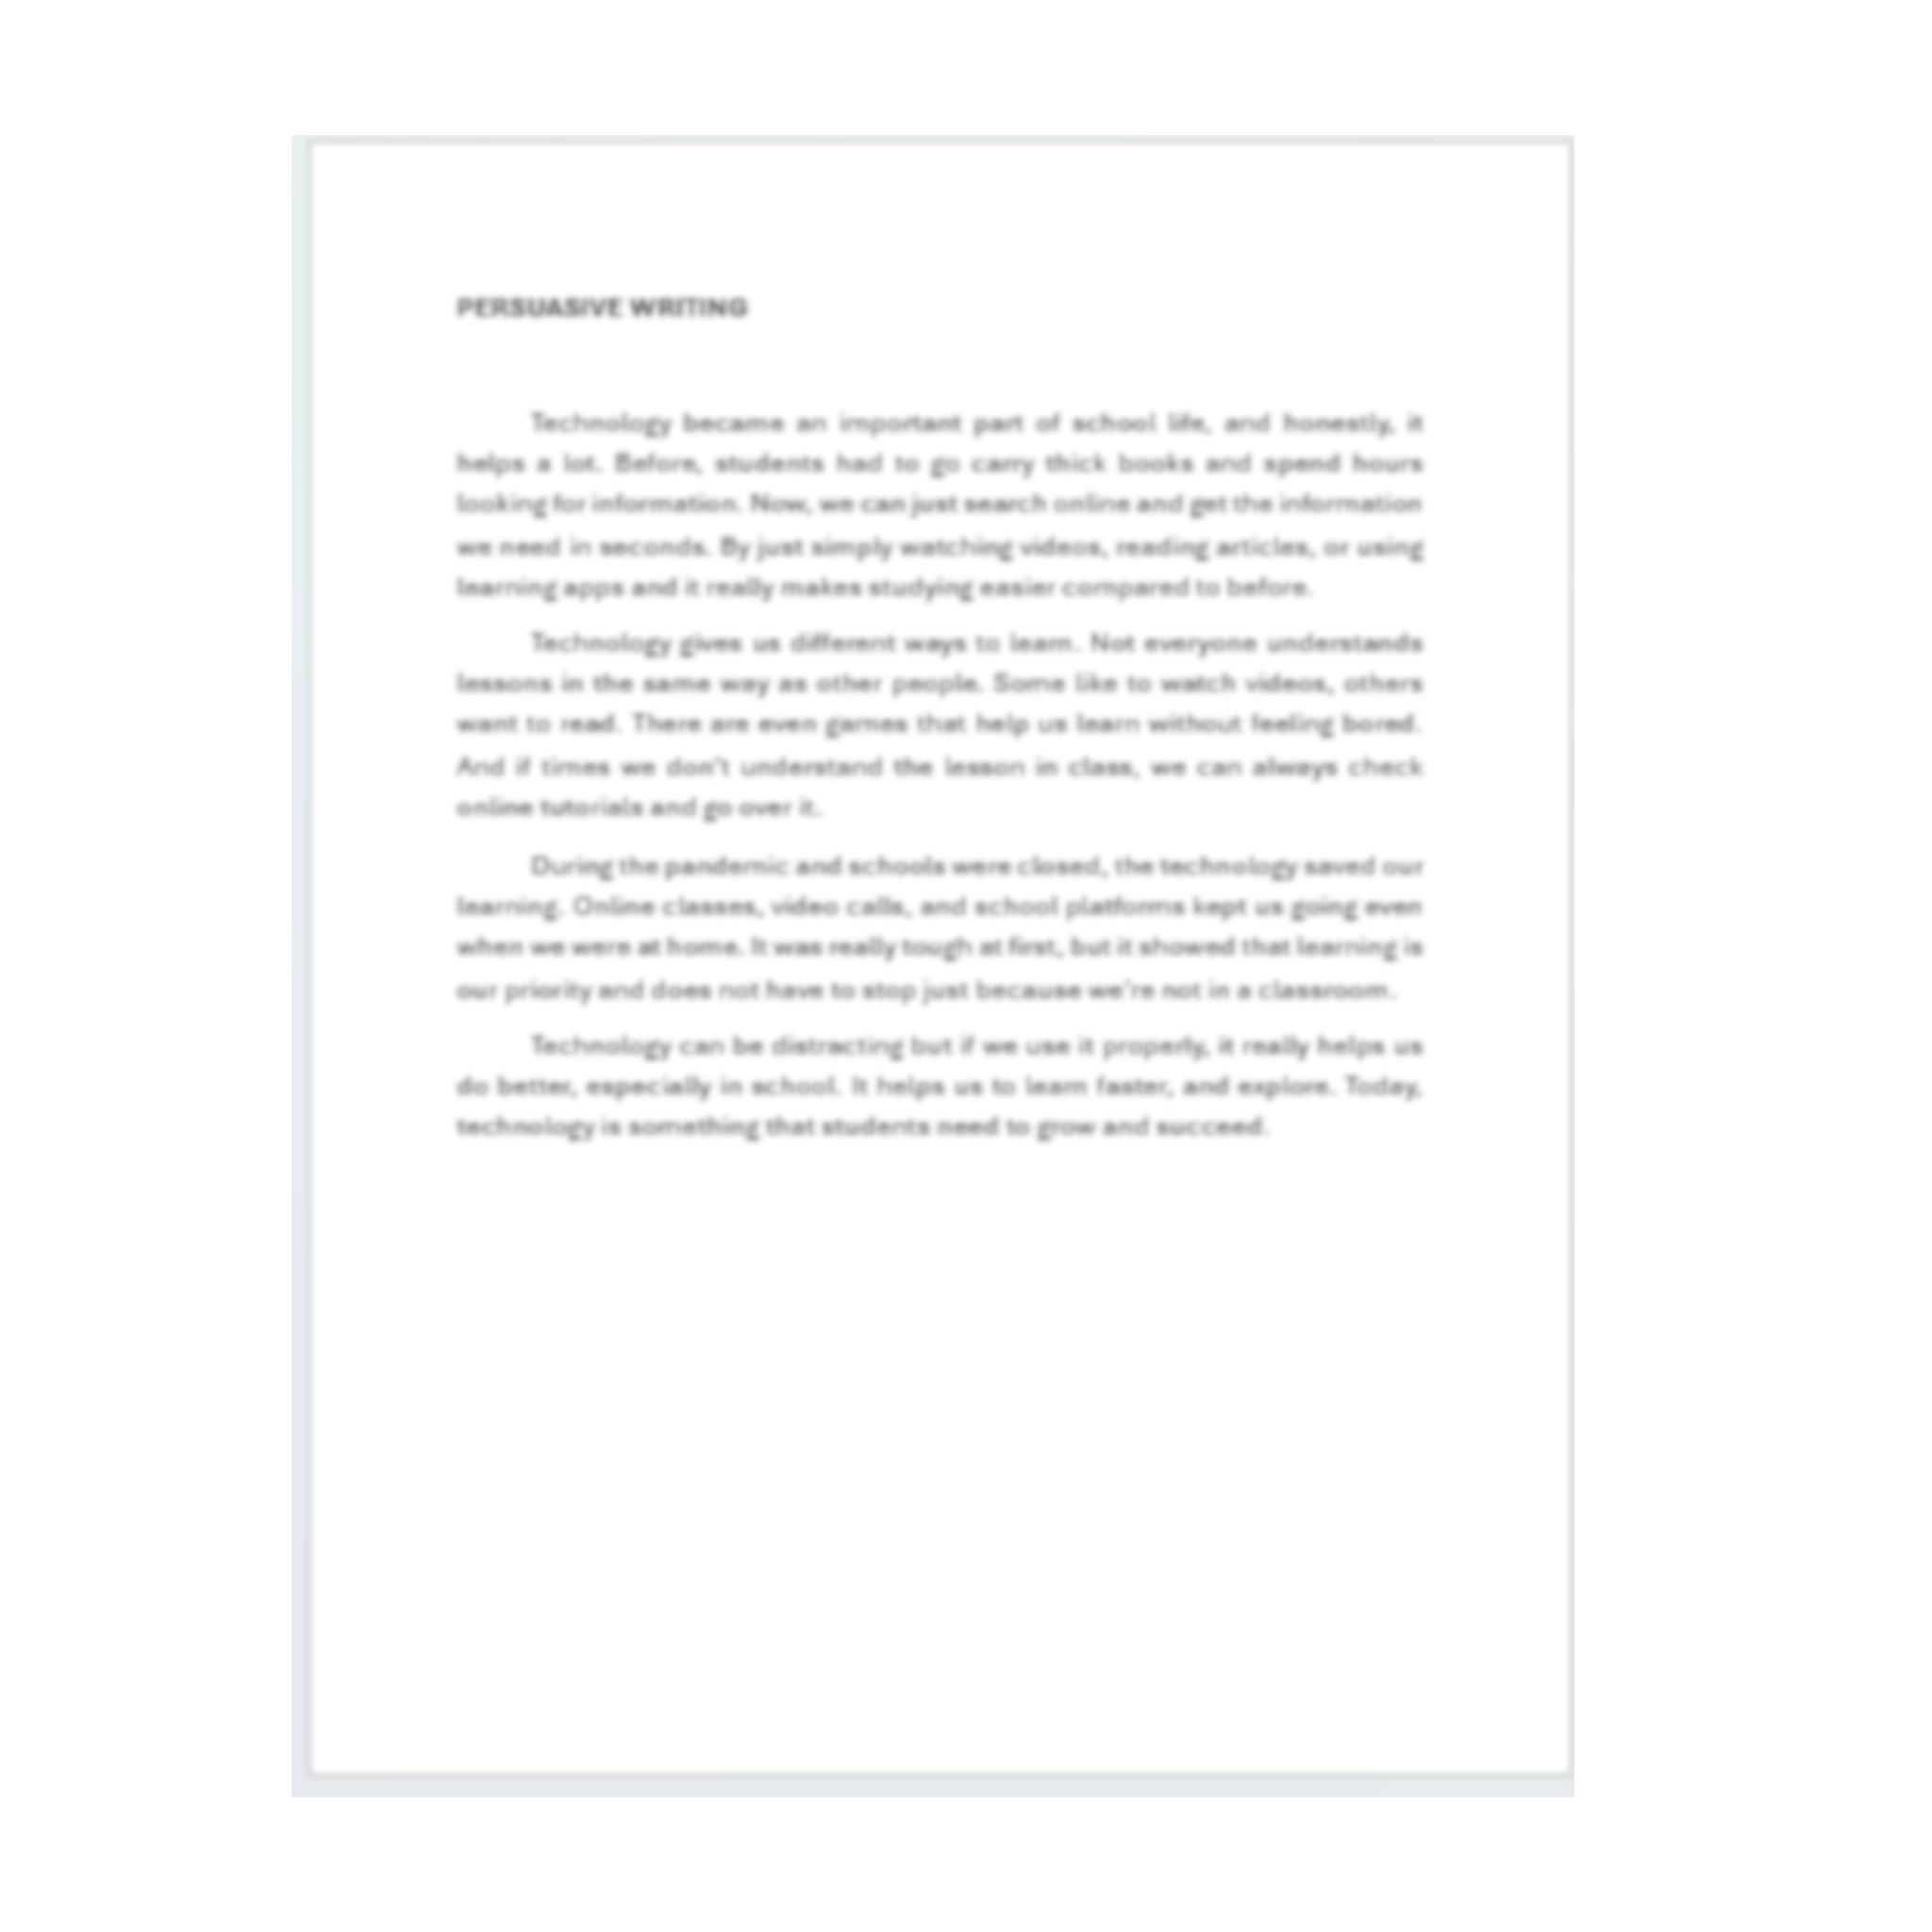 PERSUASIVE WRITING
Technology became an important part of school life, and honestly, it
helps a lot. Before, students had to go carry thick books and spend hours
looking for information. Now, we can just search online and get the information
we need in seconds. By just simply watching videos, reading articles, or using
learning apps and it really makes studying easier compared to before.
Technology gives us different ways to learn. Not everyone understands
lessons in the same way as other people. Some like to watch videos, others
want to read. There are even games that help us learn without feeling bored.
And if times we don't understand the lesson in class, we can always check
online tutorials and go over it.
During the pandemic and schools were closed, the technology saved our
learning. Online classes, video calls, and school platforms kept us going even
when we were at home. It was really tough at first, but it showed that learning is
our priority and does not have to stop just because we're not in a classroom.
Technology can be distracting but if we use it properly, it really helps us
do better, especially in school. It helps us to learn faster, and explore. Today,
technology is something that students need to grow and succeed.